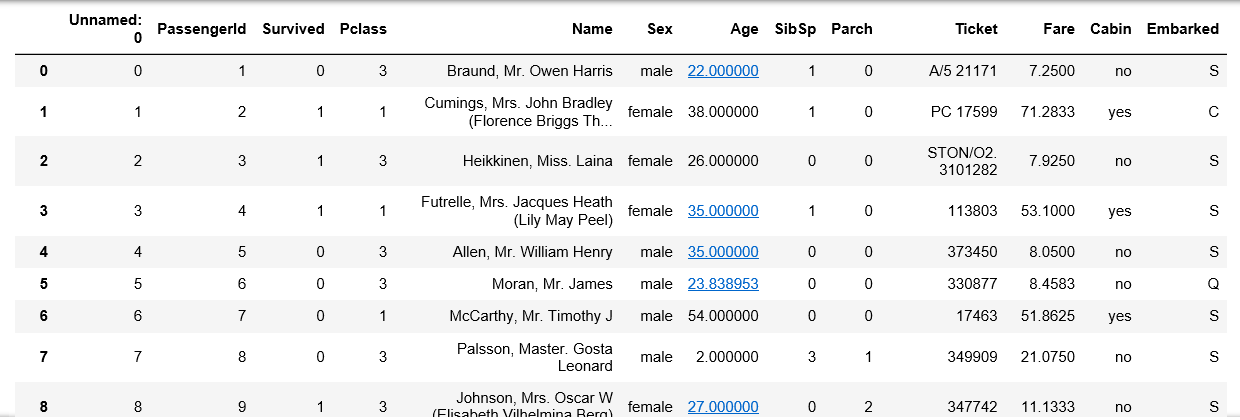 Unnamed: 0 PassengerId Survived Pclass Name Sex Age SibSp Parch Ticket Fare Cabin Embarked
0 0 1 0 3 Braund, Mr. Owen Harris male 22.000000 1 0 A/5 21171 7.2500 no S
1 1 2 1 1 Cumings, Mrs. John Bradley (Florence Briggs Th... female 38.000000 1 0 PC 17599 71.2833 yes C
2 2 3 1 3 Heikkinen, Miss. Laina female 26.000000 0 0 STON/O2. 3101282 7.9250 no S
3 3 4 1 1 Futrelle, Mrs. Jacques Heath (Lily May Peel) female 35.000000 1 0 113803 53.1000 yes S
4 4 5 0 3 Allen, Mr. William Henry male 35.000000 0 0 373450 8.0500 no S
5 5 6 0 3 Moran, Mr. James male 23.838953 0 0 330877 8.4583 no Q
6 6 7 0 1 McCarthy, Mr. Timothy J male 54.000000 0 0 17463 51.8625 yes S
7 7 8 0 3 Palsson, Master. Gosta Leonard male 2.000000 3 1 349909 21.0750 no S
8 8 9 1 3 Johnson, Mrs. Oscar W (Elisabeth Vilhelmina Berg) female 27.000000 0 2 347742 11.1333 no S